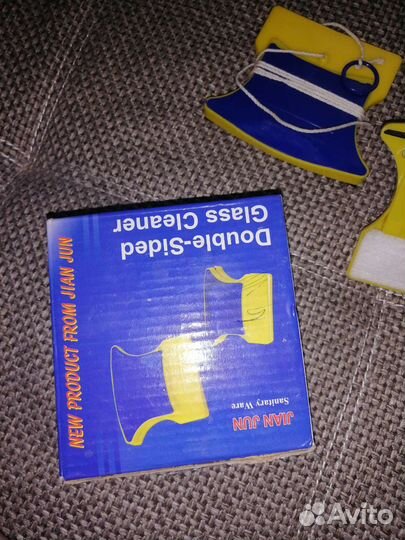 Double-Sided
Glass Cleaner
NEW PRODUCT FROM JIAN JUN
JIAN JUN
Sanitary Ware
Avito